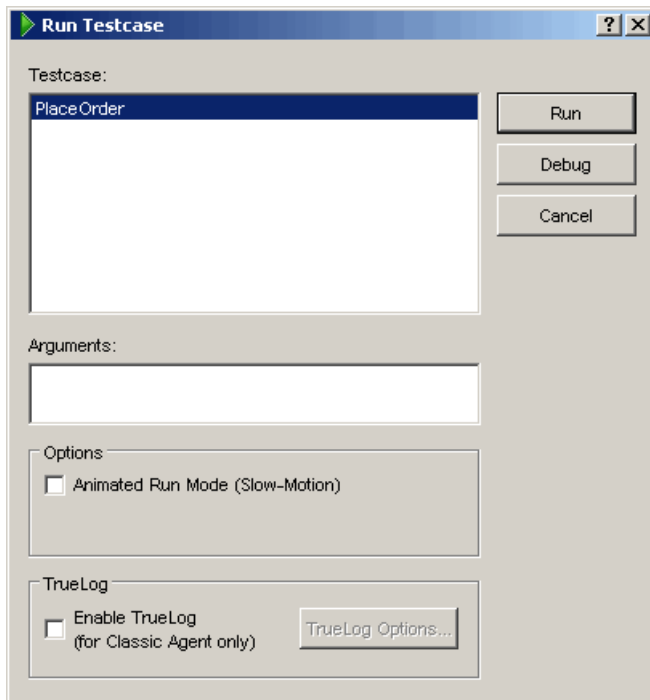 Run Testcase
Testcase:
PlaceOrder
Run
Debug
Cancel
Arguments:
Options
Animated Run Mode (Slow-Motion)
TrueLog
Enable TrueLog
(for Classic Agent only)
TrueLog Options...